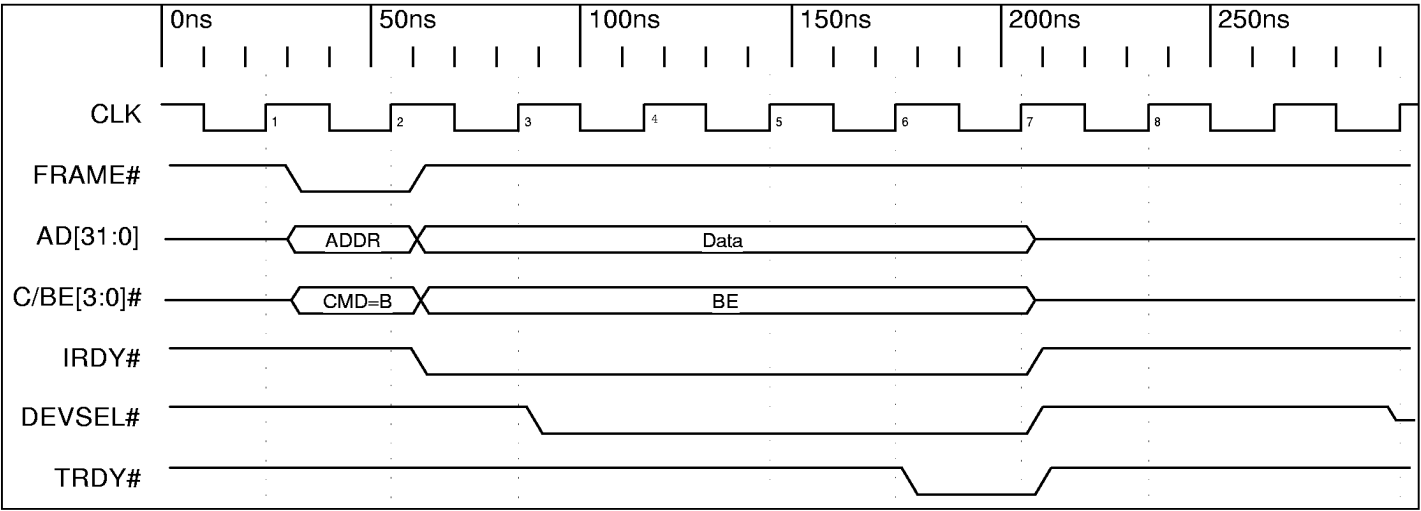 0ns 50ns 100ns 150ns 200ns 250ns
CLK 1 2 3 4 5 6 7 8
FRAME#
AD[31:0] ADDR Data
C/BE[3:0]# CMD=B BE
IRDY#
DEVSEL#
TRDY#